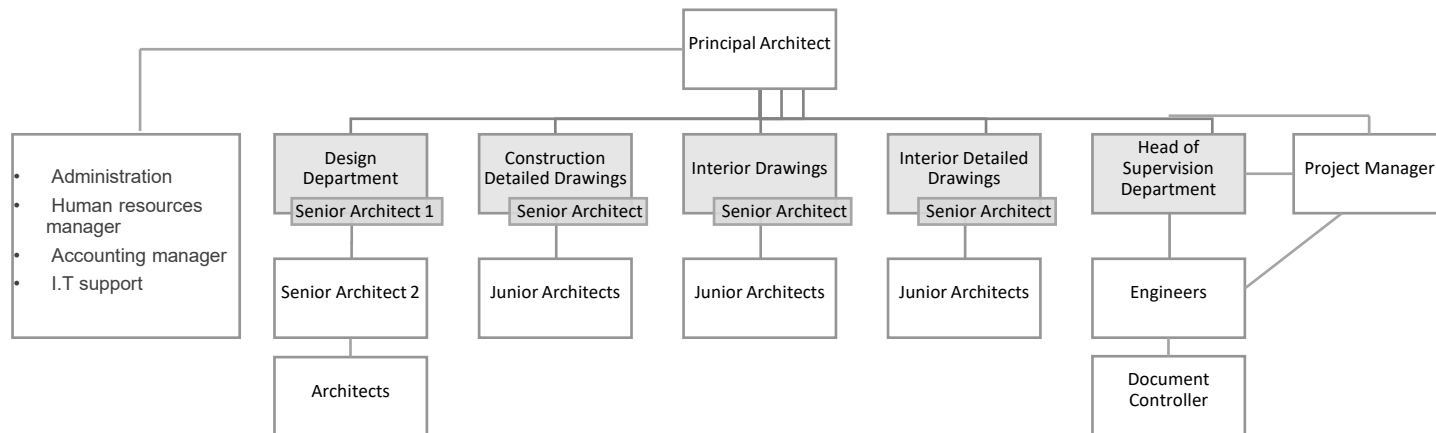 Principal Architect
• Administration
• Human resources
manager
• Accounting manager
• I.T support
Design
Department
Senior Architect 1
Construction
Detailed Drawings
Senior Architect
Interior Drawings
Senior Architect
Interior Detailed
Drawings
Senior Architect
Head of
Supervision
Department
Project Manager
Senior Architect 2
Junior Architects
Junior Architects
Junior Architects
Engineers
Architects
Document
Controller